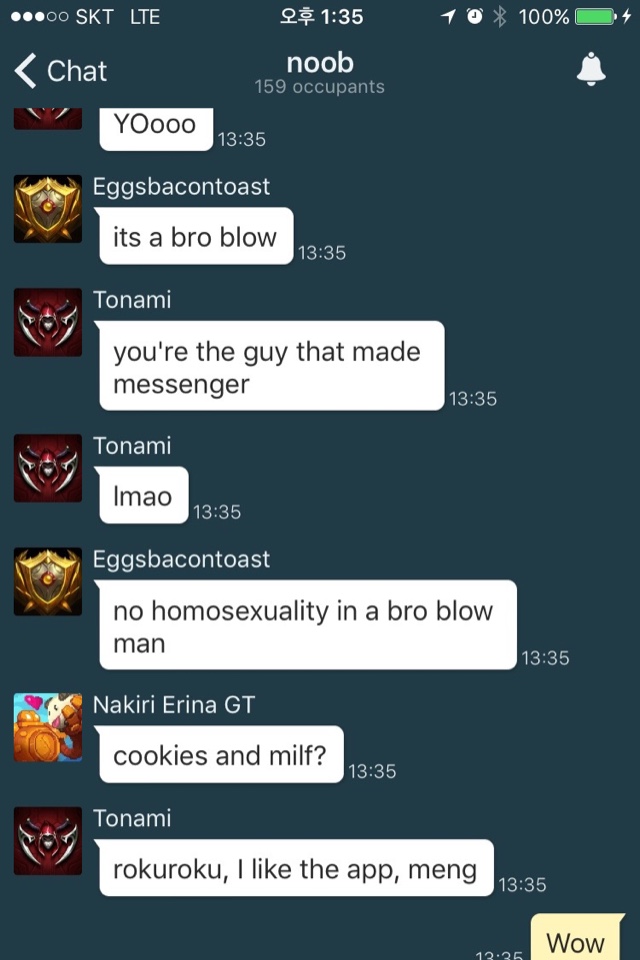 SKT LTE 오후 1:35 100%
Chat
noob
159 occupants
YOooo
13:35
Eggsbacontoast
its a bro blow
13:35
Tonami
you're the guy that made
messenger
13:35
Tonami
lmao
13:35
Eggsbacontoast
no homosexuality in a bro blow
man
13:35
Nakiri Erina GT
cookies and milf?
13:35
Tonami
rokuroku, I like the app, meng
13:35
Wow
13:35